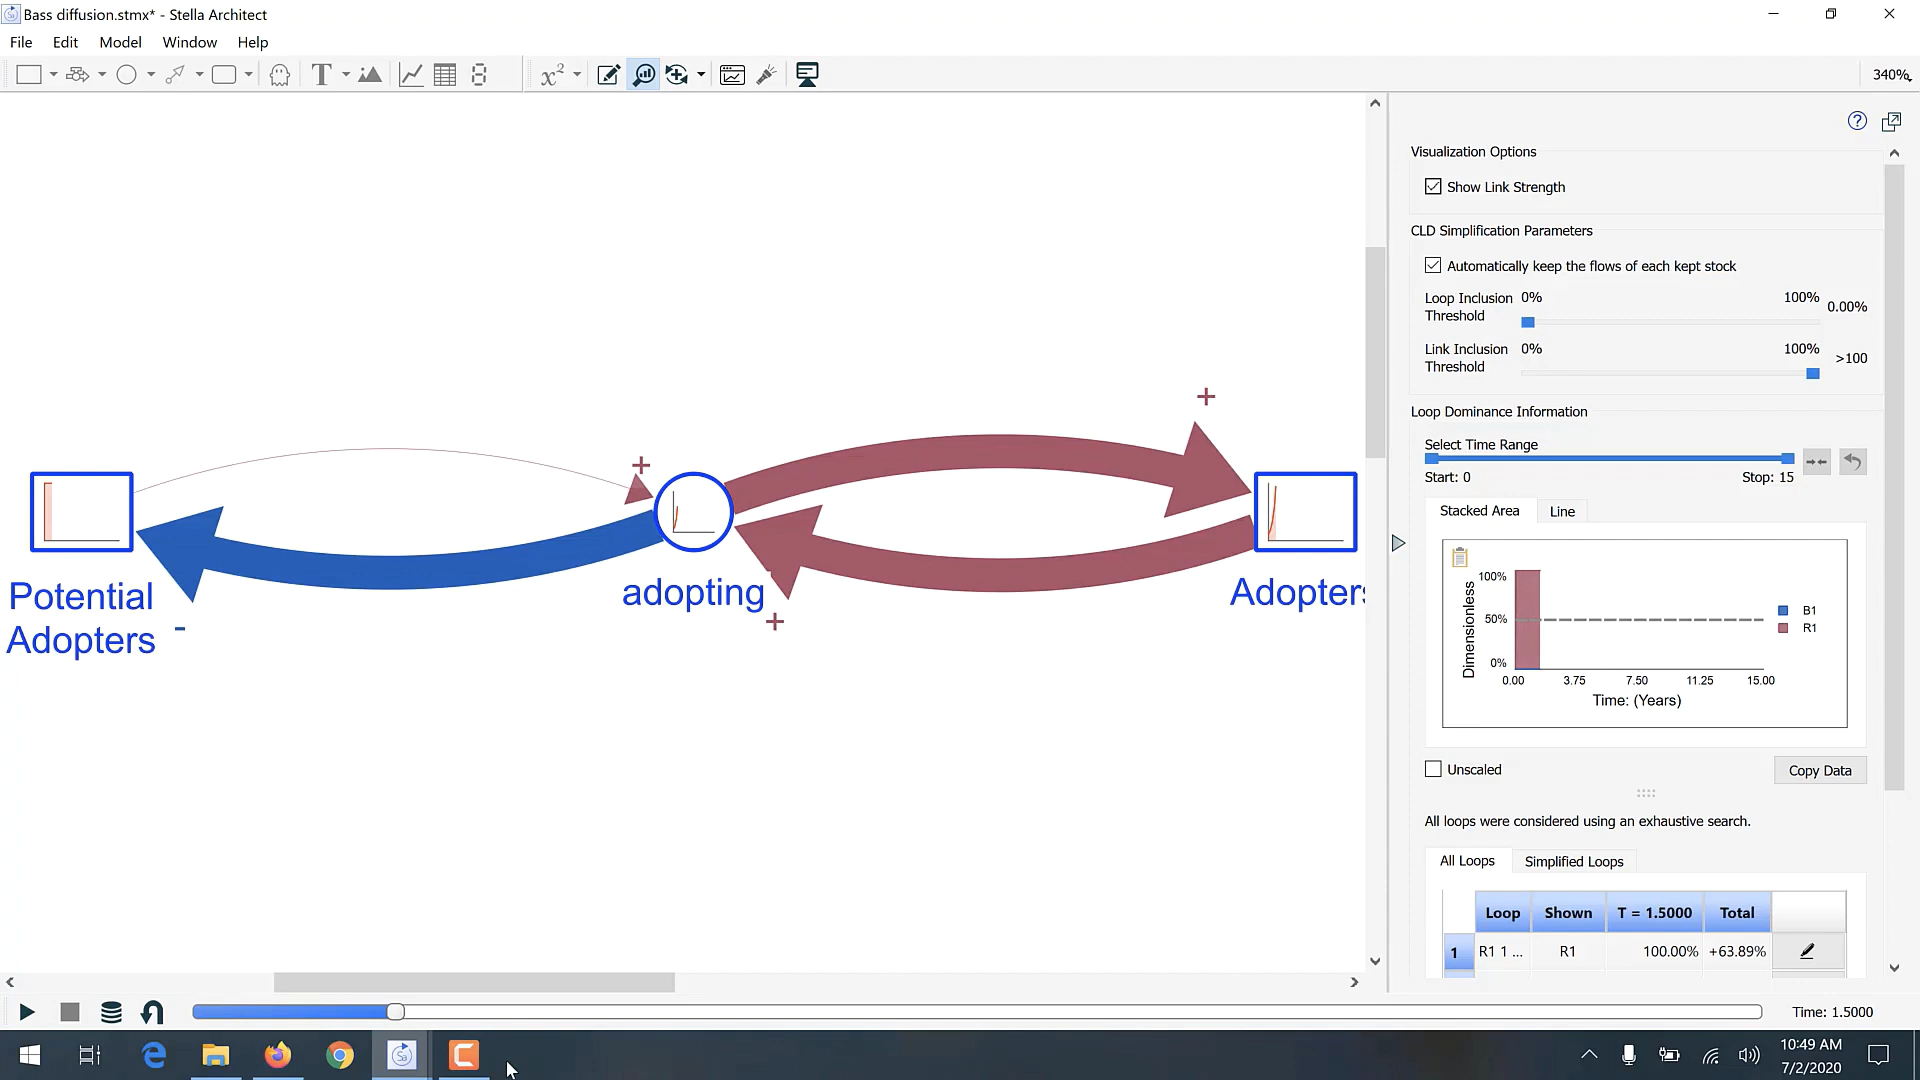 Bass diffusion.stmx* - Stella Architect
File Edit Model Window Help
T x² 340%
Visualization Options
Show Link Strength
CLD Simplification Parameters
Automatically keep the flows of each kept stock
Loop Inclusion Threshold 0% 100% 0.00%
Link Inclusion Threshold 0% 100% >100
Loop Dominance Information
Select Time Range
Start: 0 Stop: 15
Stacked Area Line
Dimensionless
100%
50%
0%
0.00 3.75 7.50 11.25 15.00
Time: (Years)
B1
R1
Unscaled Copy Data
All loops were considered using an exhaustive search.
All Loops Simplified Loops
Loop Shown T = 1.5000 Total
1 R1 1 ... R1 100.00% +63.89%
+
+
+
-
Potential
Adopters
adopting
Adopters
Time: 1.5000
Sa
10:49 AM
7/2/2020